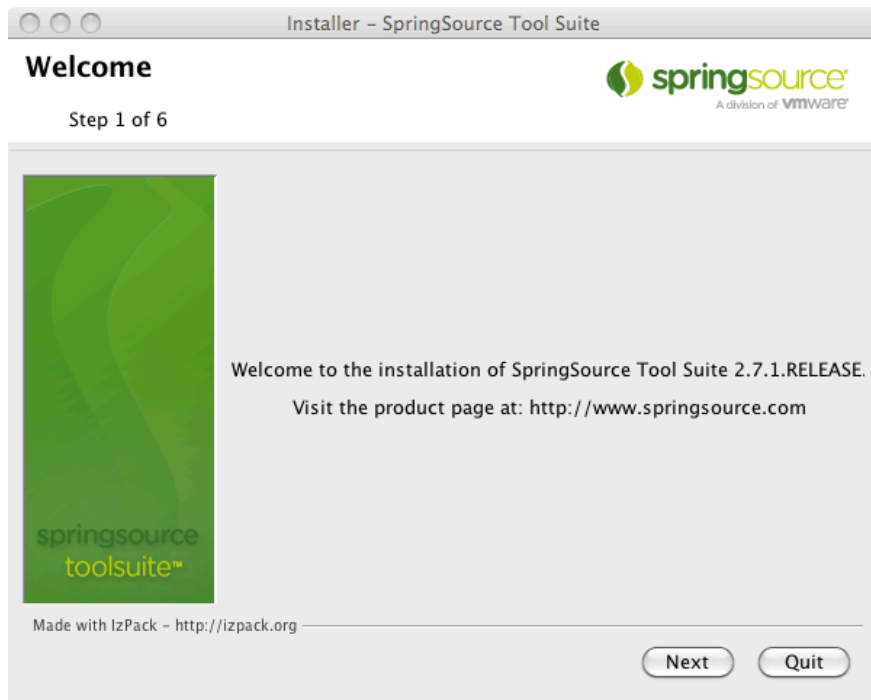 Installer – SpringSource Tool Suite
Welcome
springsource
A division of vmware
Step 1 of 6
Welcome to the installation of SpringSource Tool Suite 2.7.1.RELEASE.
Visit the product page at: http://www.springsource.com
springsource
toolsuite™
Made with IzPack – http://izpack.org
Next
Quit